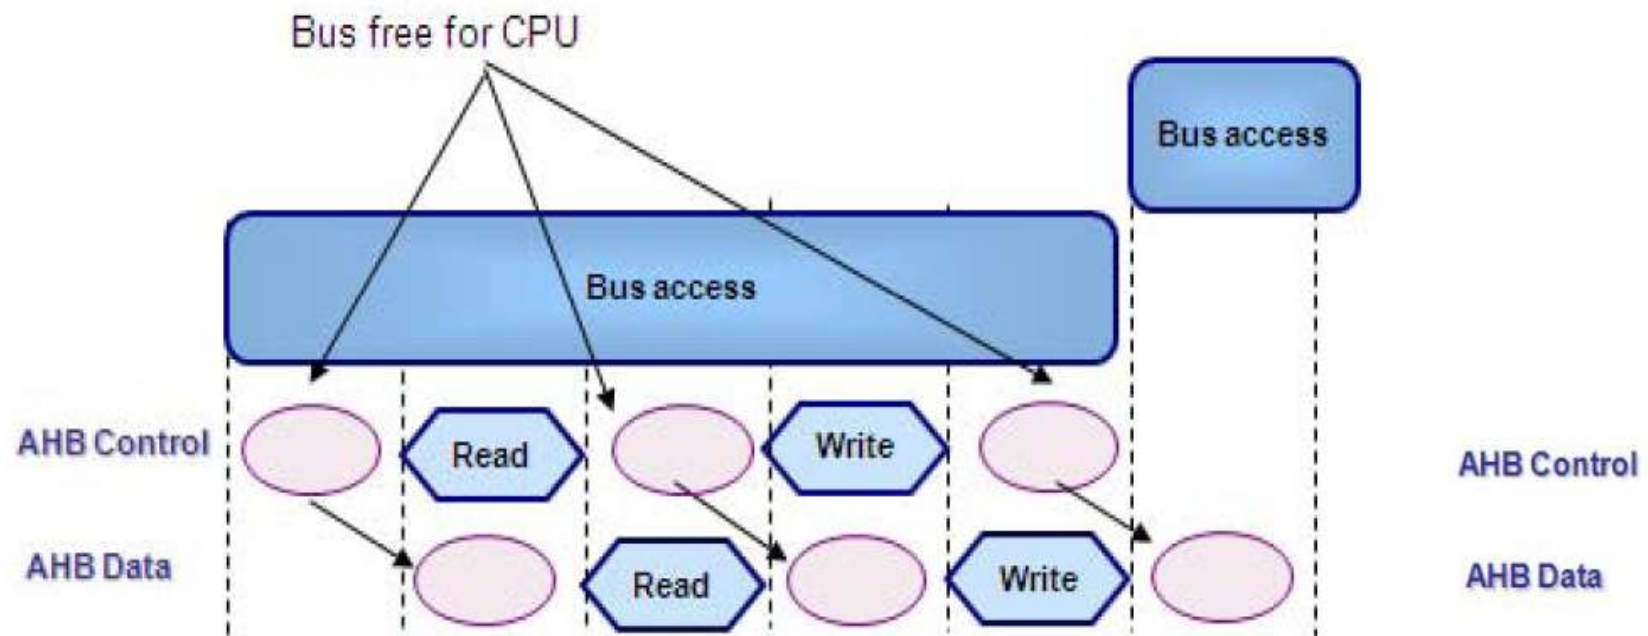 Bus free for CPU
Bus access
Bus access
AHB Control
Read
Write
AHB Control
AHB Data
Read
Write
AHB Data